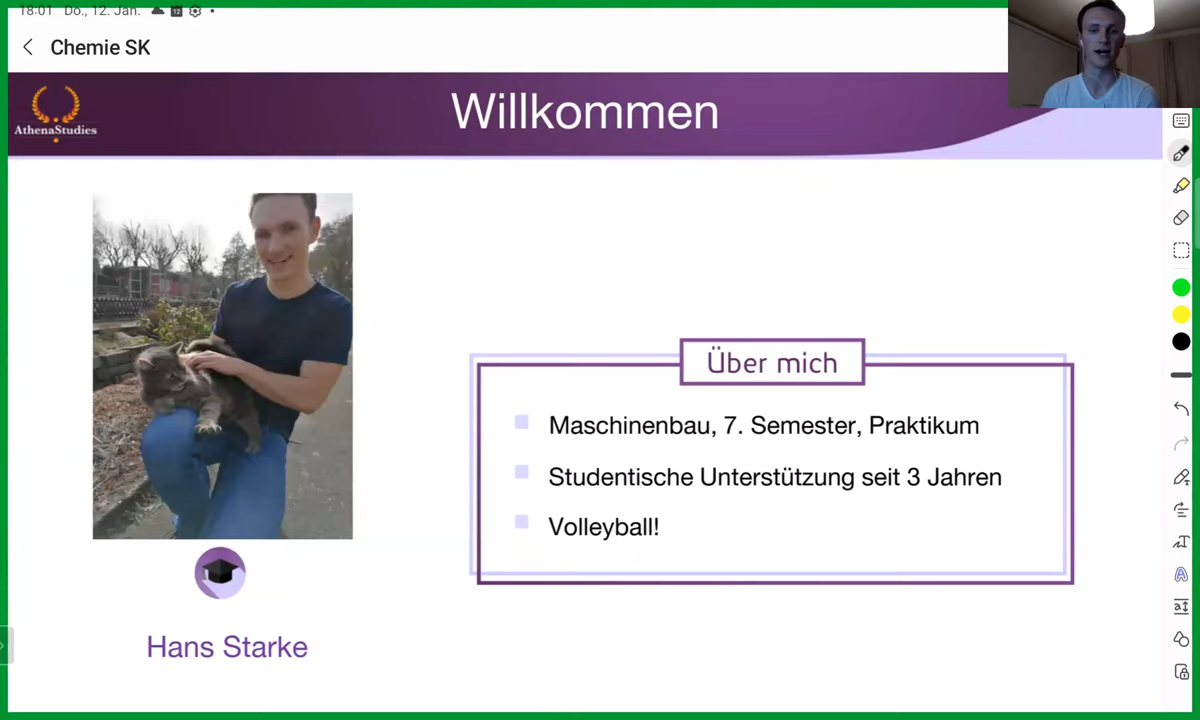 18:01 Do., 12. Jan.
12
Chemie SK
AthenaStudies
Willkommen
Über mich
Maschinenbau, 7. Semester, Praktikum
Studentische Unterstützung seit 3 Jahren
Volleyball!
Hans Starke